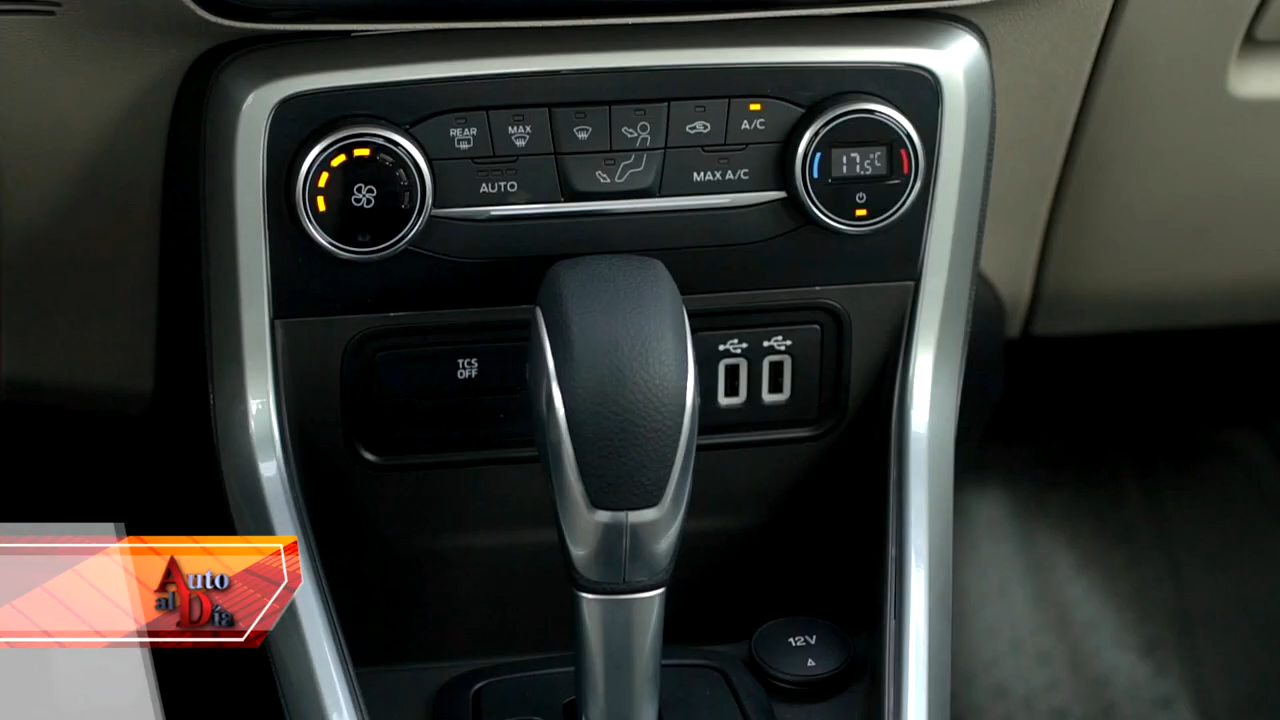 REAR
MAX
A/C
AUTO
MAX A/C
17.5°C
TCS
OFF
12V
Auto
al Día